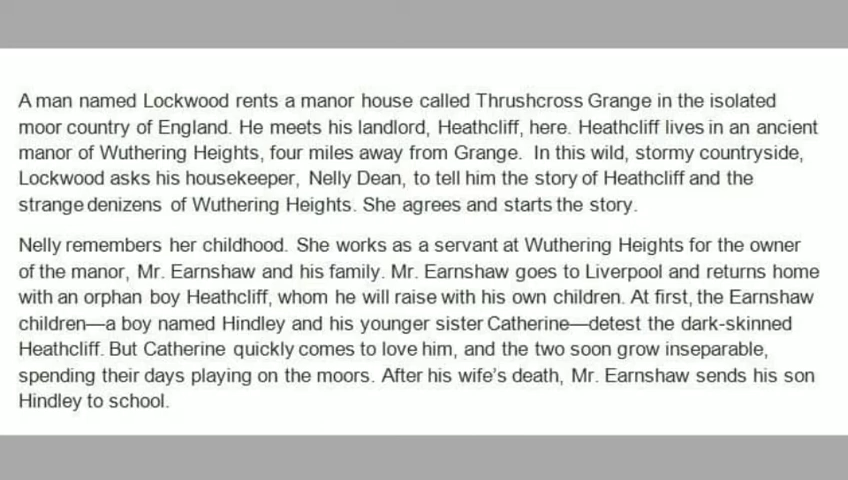 A man named Lockwood rents a manor house called Thrushcross Grange in the isolated
moor country of England. He meets his landlord, Heathcliff, here. Heathcliff lives in an ancient
manor of Wuthering Heights, four miles away from Grange. In this wild, stormy countryside,
Lockwood asks his housekeeper, Nelly Dean, to tell him the story of Heathcliff and the
strange denizens of Wuthering Heights. She agrees and starts the story.
Nelly remembers her childhood. She works as a servant at Wuthering Heights for the owner
of the manor, Mr. Earnshaw and his family. Mr. Earnshaw goes to Liverpool and returns home
with an orphan boy Heathcliff, whom he will raise with his own children. At first, the Earnshaw
children—a boy named Hindley and his younger sister Catherine—detest the dark-skinned
Heathcliff. But Catherine quickly comes to love him, and the two soon grow inseparable,
spending their days playing on the moors. After his wife’s death, Mr. Earnshaw sends his son
Hindley to school.